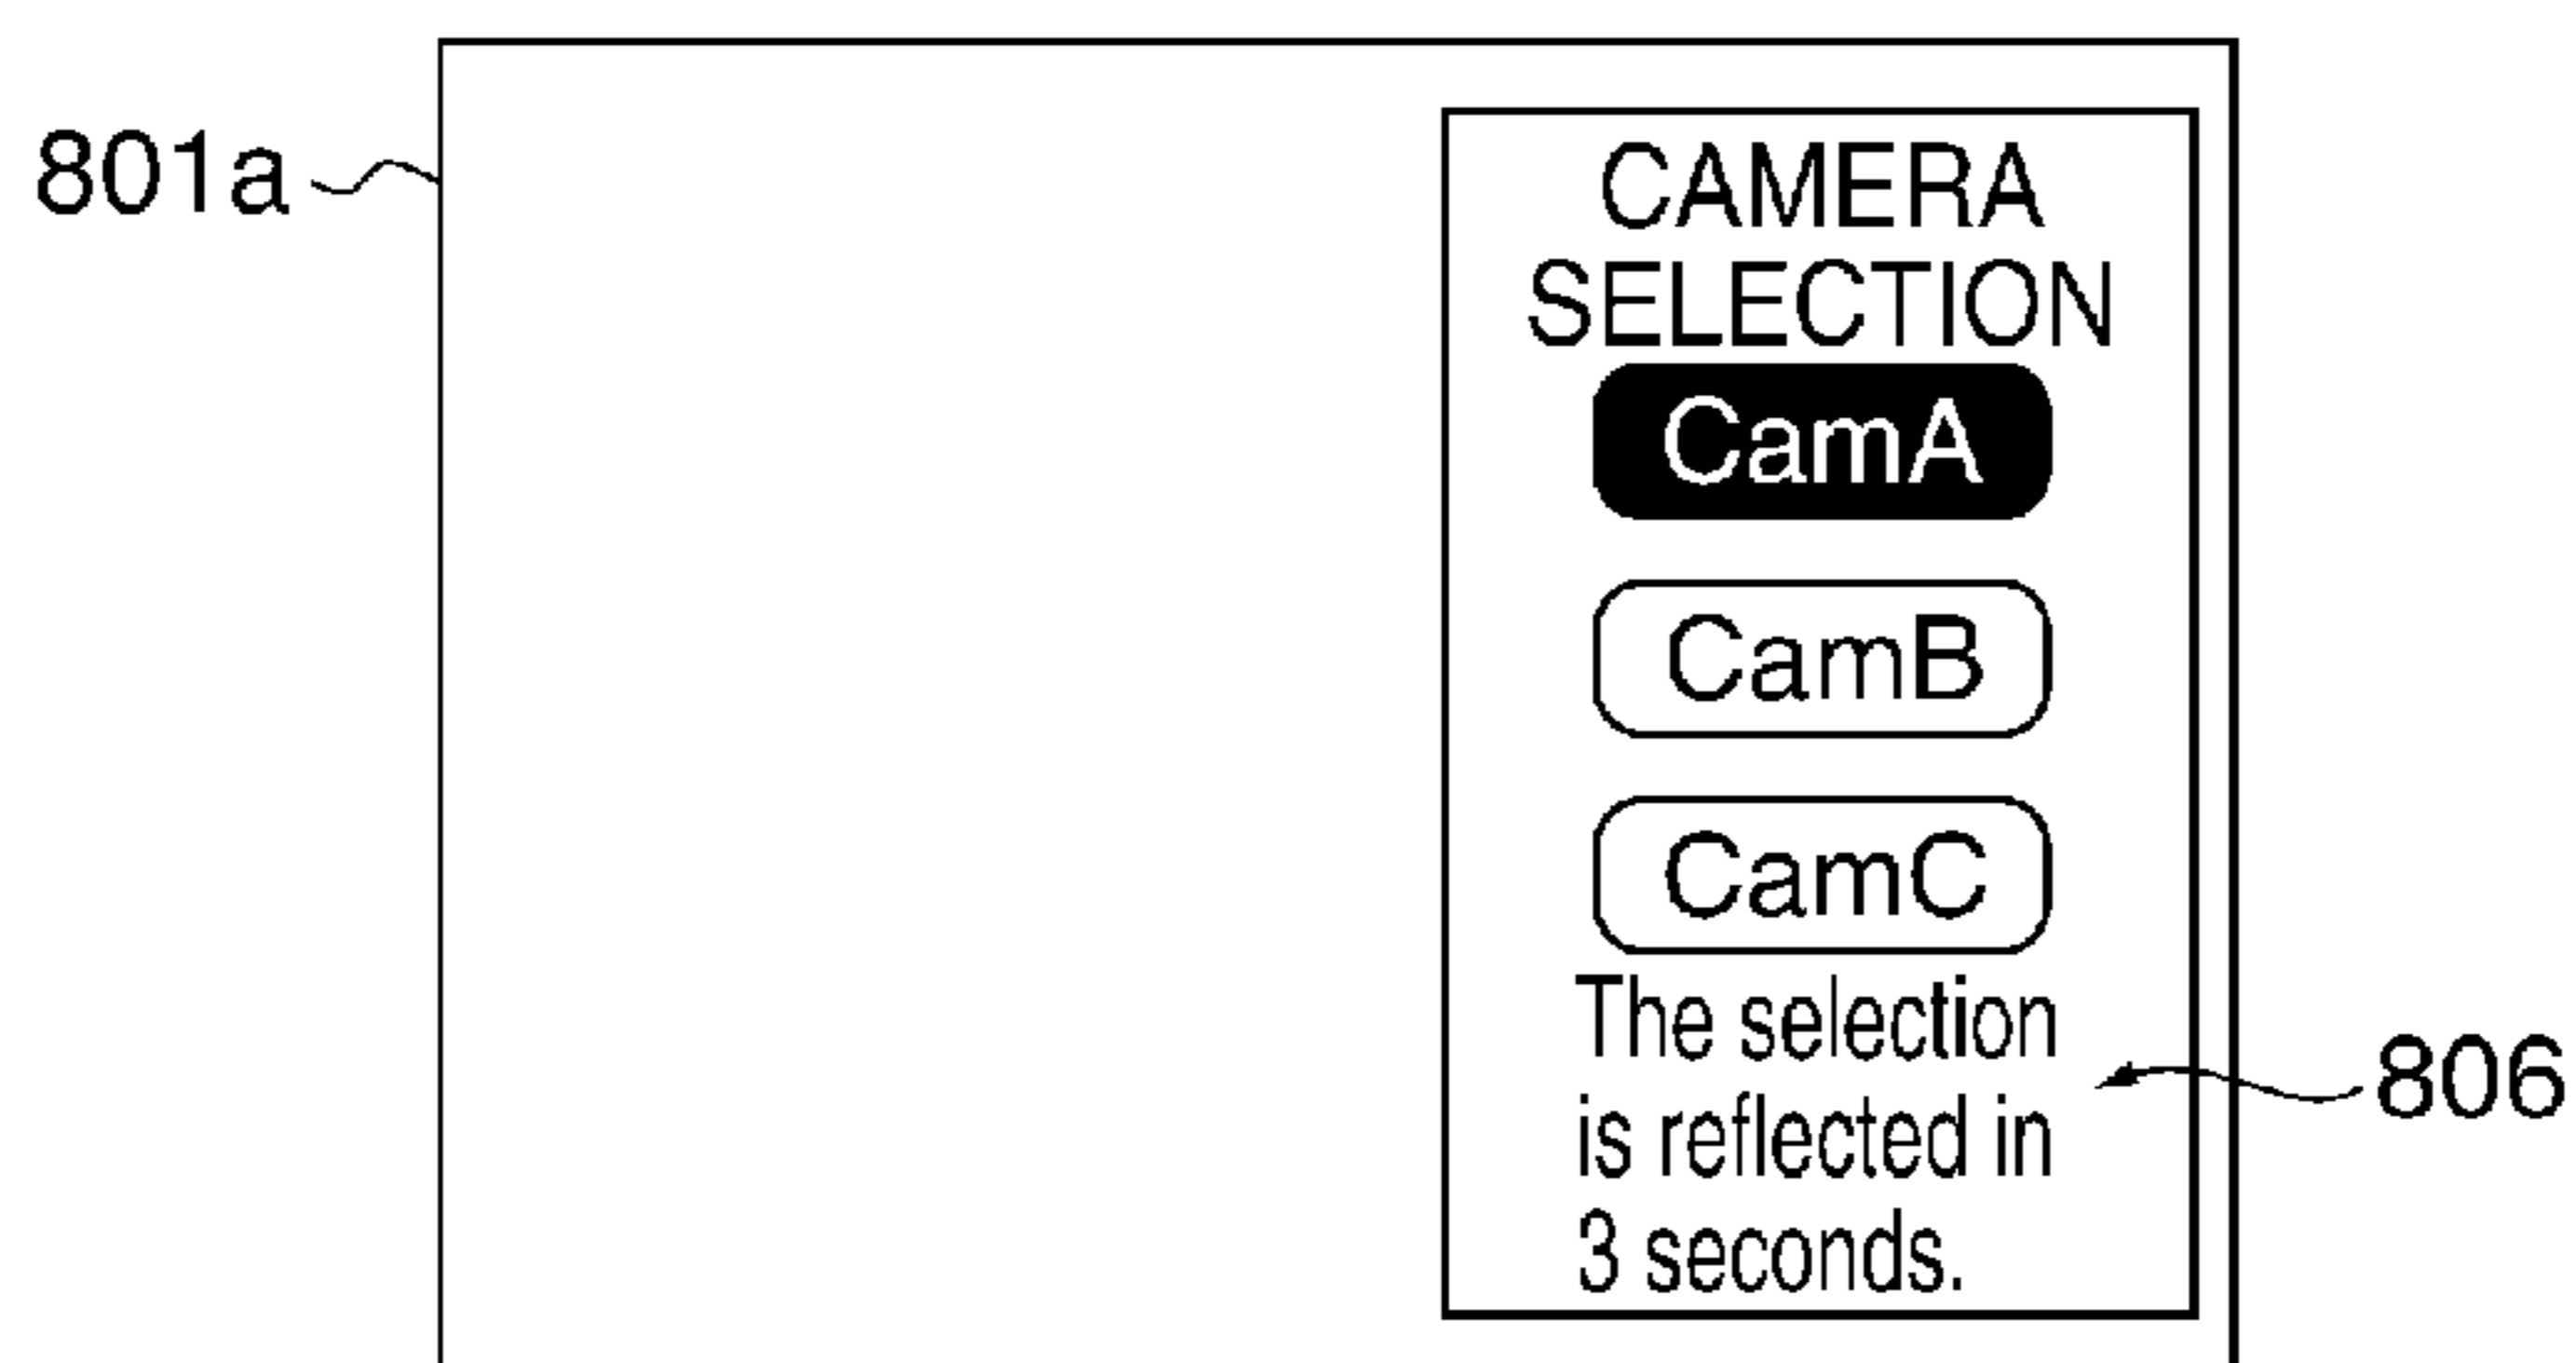 801a
CAMERA
SELECTION
CamA
CamB
CamC
The selection
is reflected in
3 seconds.
806